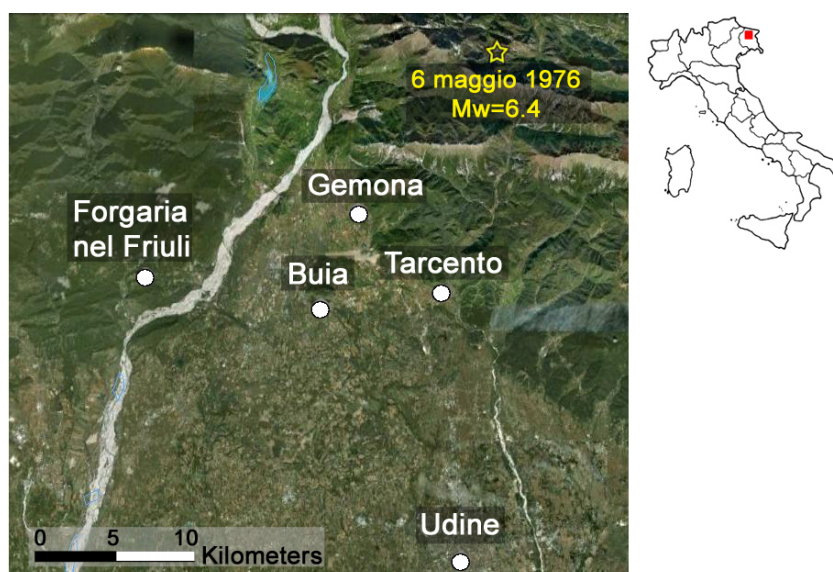 6 maggio 1976
Mw=6.4
Gemona
Forgaria
nel Friuli
Buia
Tarcento
Udine
0 5 10
Kilometers